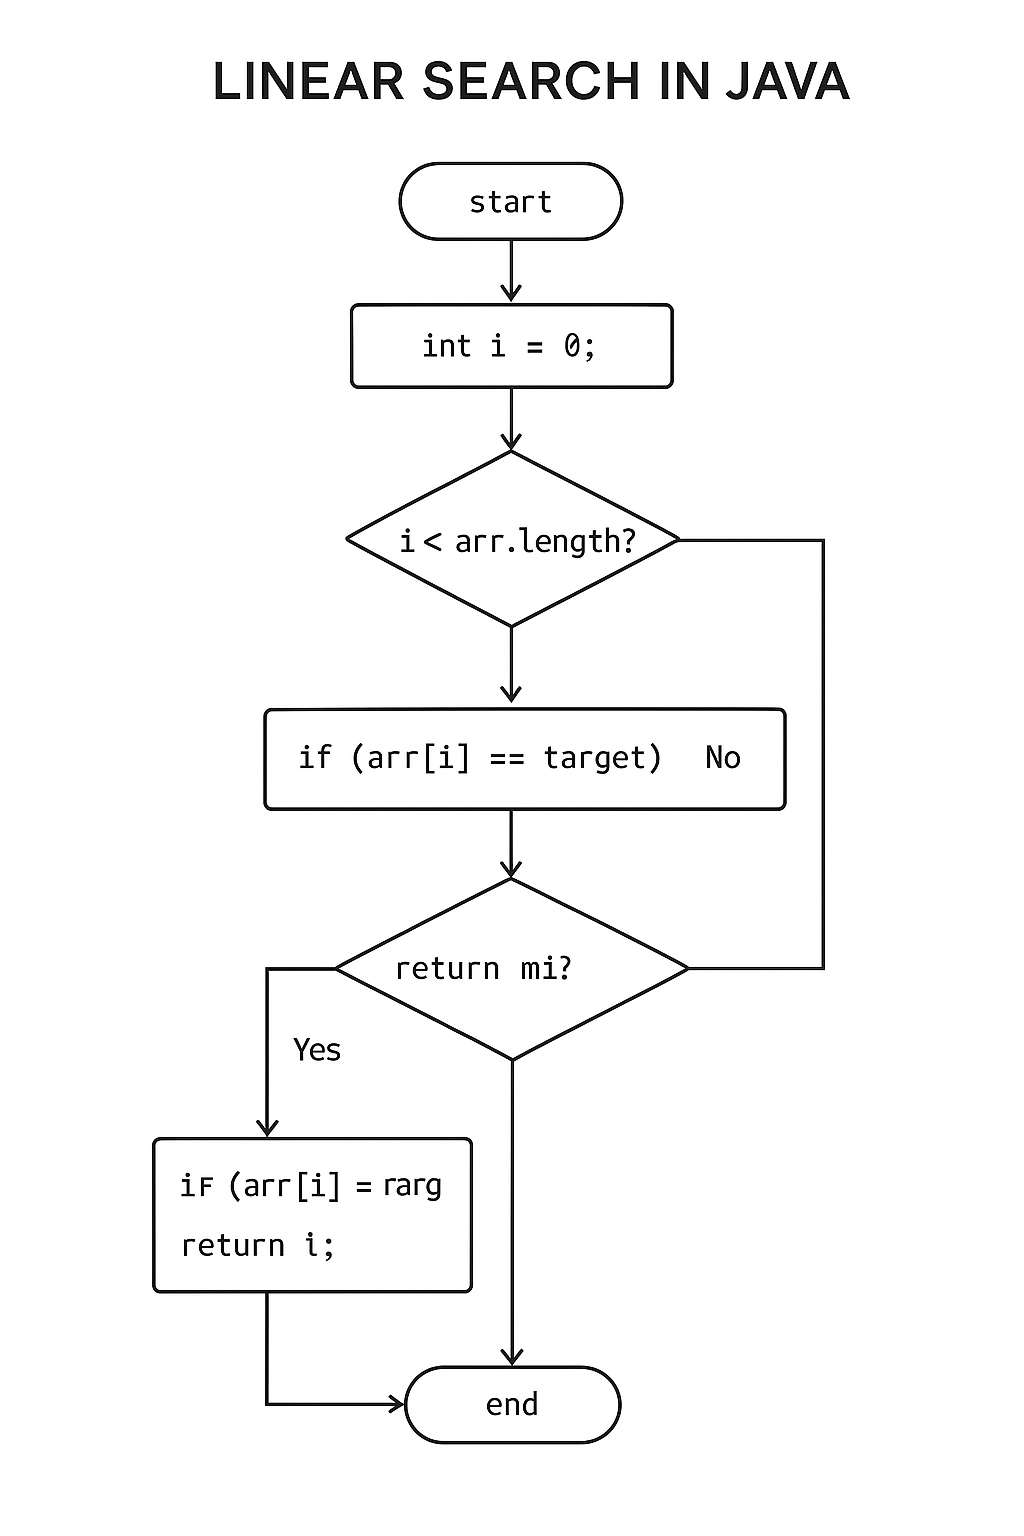 LINEAR SEARCH IN JAVA
start
int i = 0;
i < arr.length?
if (arr[i] == target) No
return mi?
Yes
iF (arr[i] = rarg
return i;
end